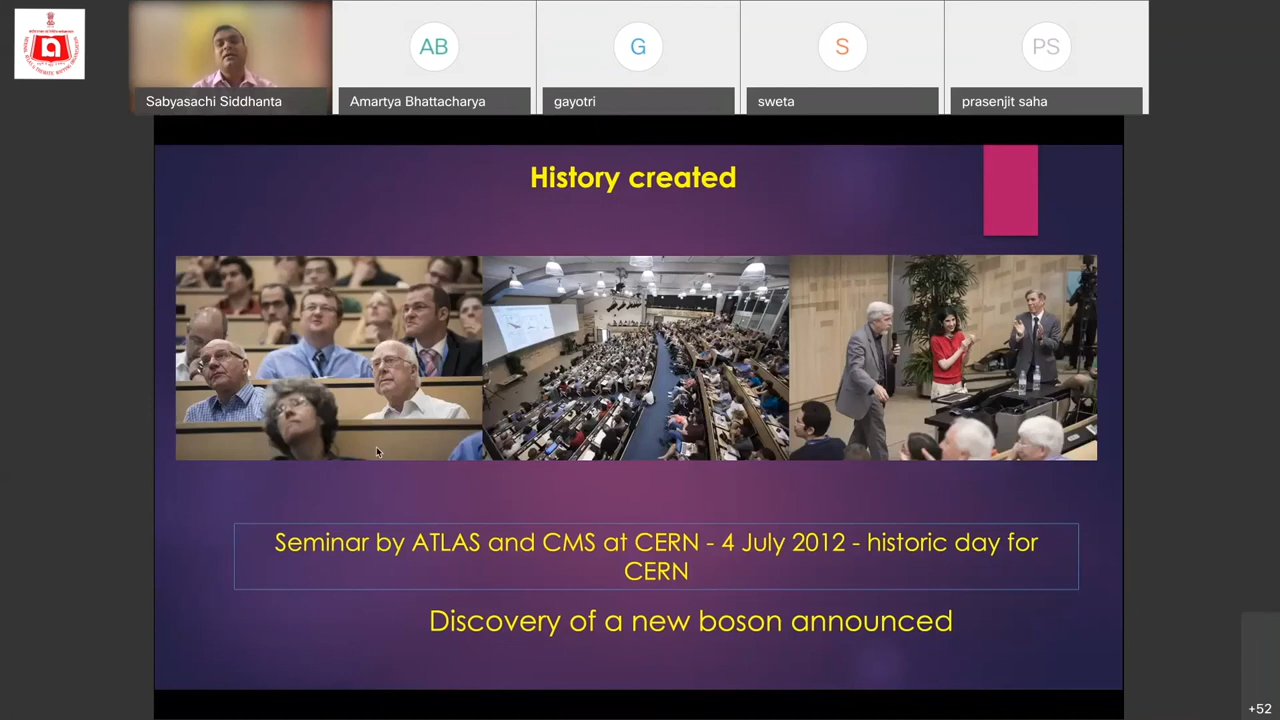 AB
G
S
PS
Sabyasachi Siddhanta
Amartya Bhattacharya
gayotri
sweta
prasenjit saha
History created
Seminar by ATLAS and CMS at CERN - 4 July 2012 - historic day for
CERN
Discovery of a new boson announced
+52